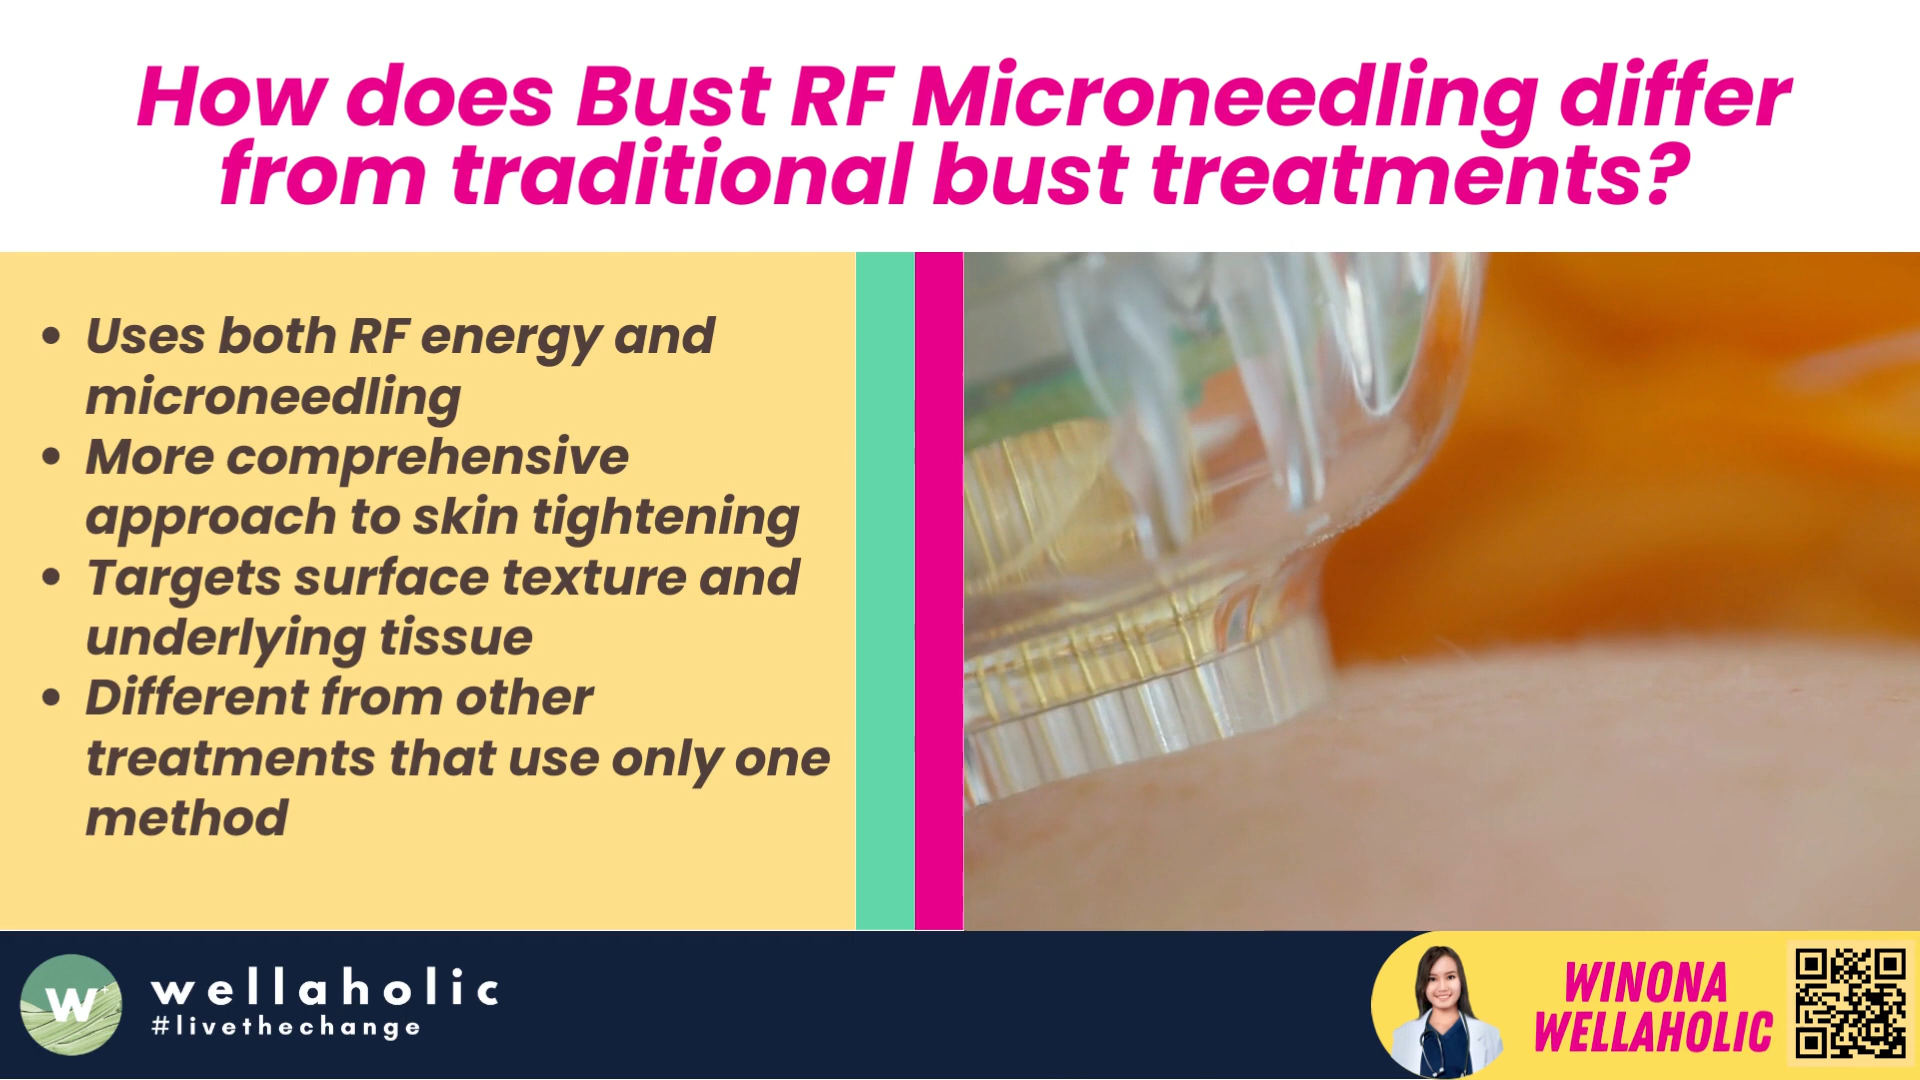 How does Bust RF Microneedling differ
from traditional bust treatments?
• Uses both RF energy and
microneedling
• More comprehensive
approach to skin tightening
• Targets surface texture and
underlying tissue
• Different from other
treatments that use only one
method
W+
wellaholic
#livethechange
WINONA
WELLAHOLIC